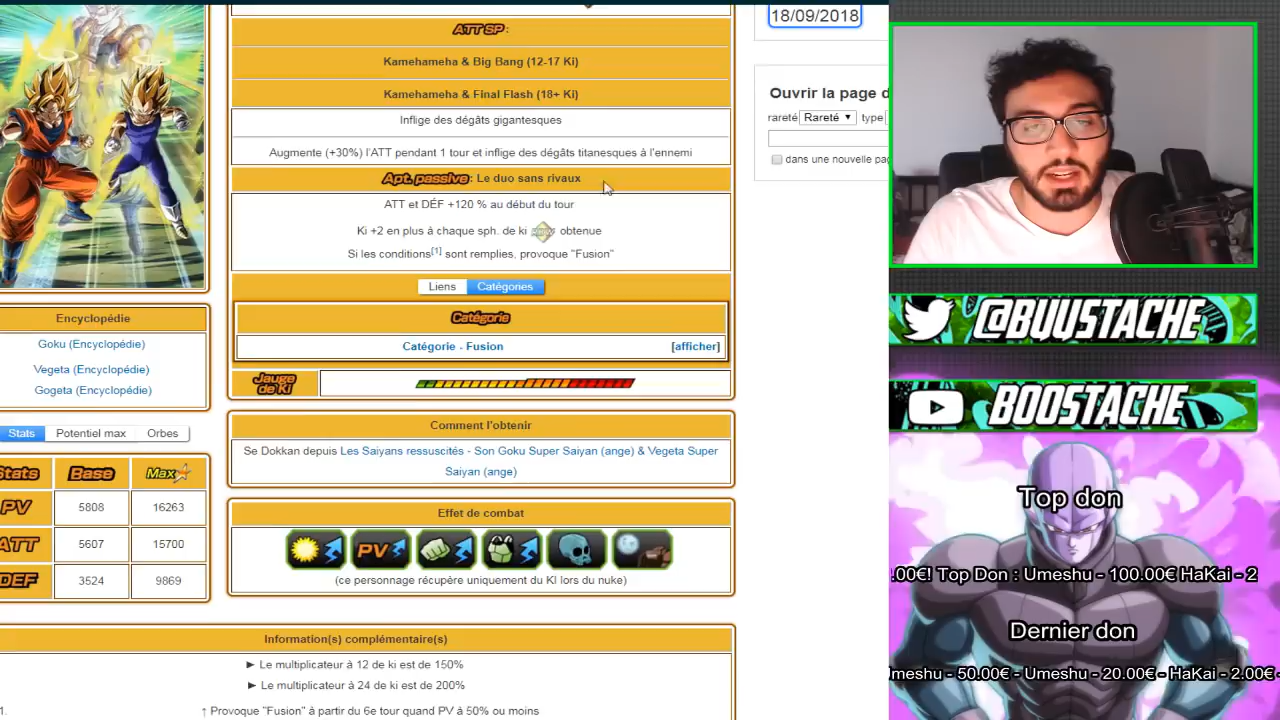 18/09/2018
ATT SP :
Kamehameha & Big Bang (12-17 Ki)
Kamehameha & Final Flash (18+ Ki)
Inflige des dégâts gigantesques
Augmente (+30%) l'ATT pendant 1 tour et inflige des dégâts titanesques à l'ennemi
Apt. passive: Le duo sans rivaux
ATT et DÉF +120 % au début du tour
Ki +2 en plus à chaque sph. de ki obtenue
Si les conditions[1] sont remplies, provoque "Fusion"
Liens Catégories
Catégorie
Catégorie - Fusion [afficher]
Jauge de Ki
Encyclopédie
Goku (Encyclopédie)
Vegeta (Encyclopédie)
Gogeta (Encyclopédie)
Stats Potentiel max Orbes
Stats Base Max
PV 5808 16263
ATT 5607 15700
DEF 3524 9869
Comment l'obtenir
Se Dokkan depuis Les Saiyans ressuscités - Son Goku Super Saiyan (ange) & Vegeta Super
Saiyan (ange)
Effet de combat
PV
(ce personnage récupère uniquement du KI lors du nuke)
Information(s) complémentaire(s)
► Le multiplicateur à 12 de ki est de 150%
► Le multiplicateur à 24 de ki est de 200%
1. ↑ Provoque "Fusion" à partir du 6e tour quand PV à 50% ou moins
Ouvrir la page d
rareté Rareté ▼ type
dans une nouvelle pag
@BUUSTACHE
BOOSTACHE
Top don
.00€! Top Don : Umeshu - 100.00€ HaKai - 2
Dernier don
Umeshu - 50.00€ - Umeshu - 20.00€ - HaKai - 2.00€ -